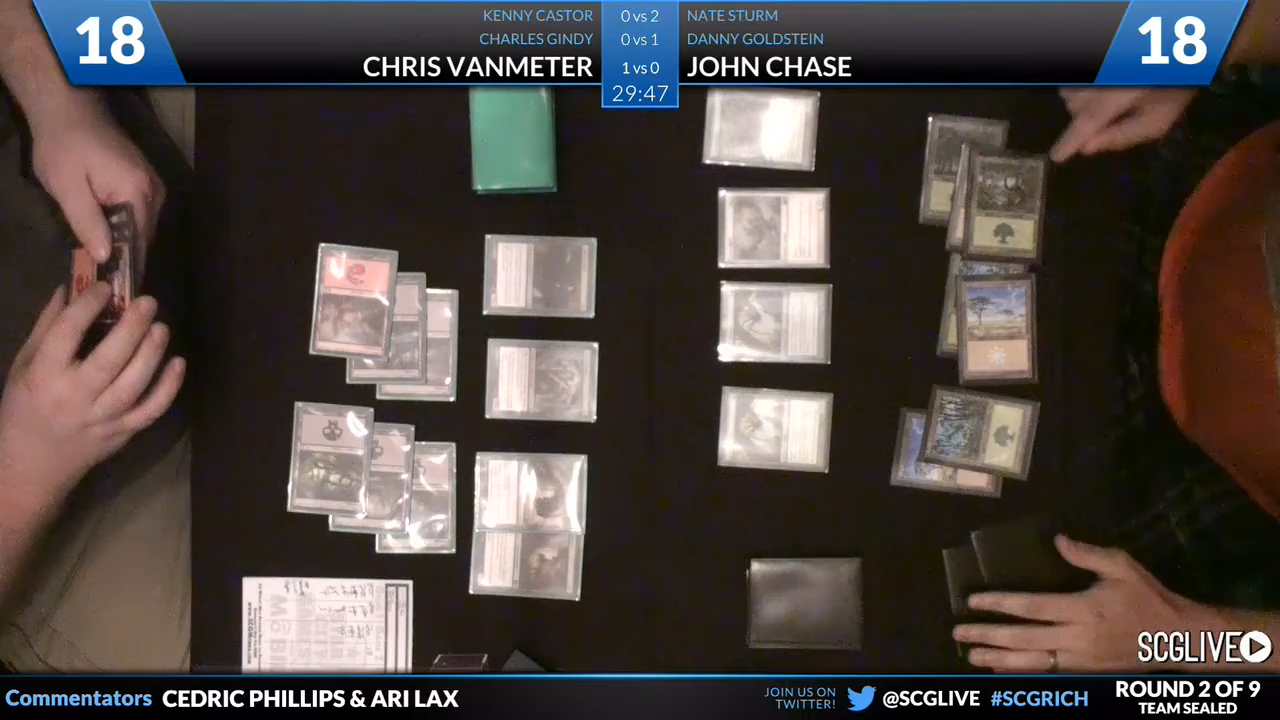 18
KENNY CASTOR 0 vs 2 NATE STURM
CHARLES GINDY 0 vs 1 DANNY GOLDSTEIN
CHRIS VANMETER 1 vs 0 JOHN CHASE
29:47
18
SCGLIVE
Commentators CEDRIC PHILLIPS & ARI LAX
JOIN US ON
TWITTER!
@SCGLIVE #SCGRICH
ROUND 2 OF 9
TEAM SEALED